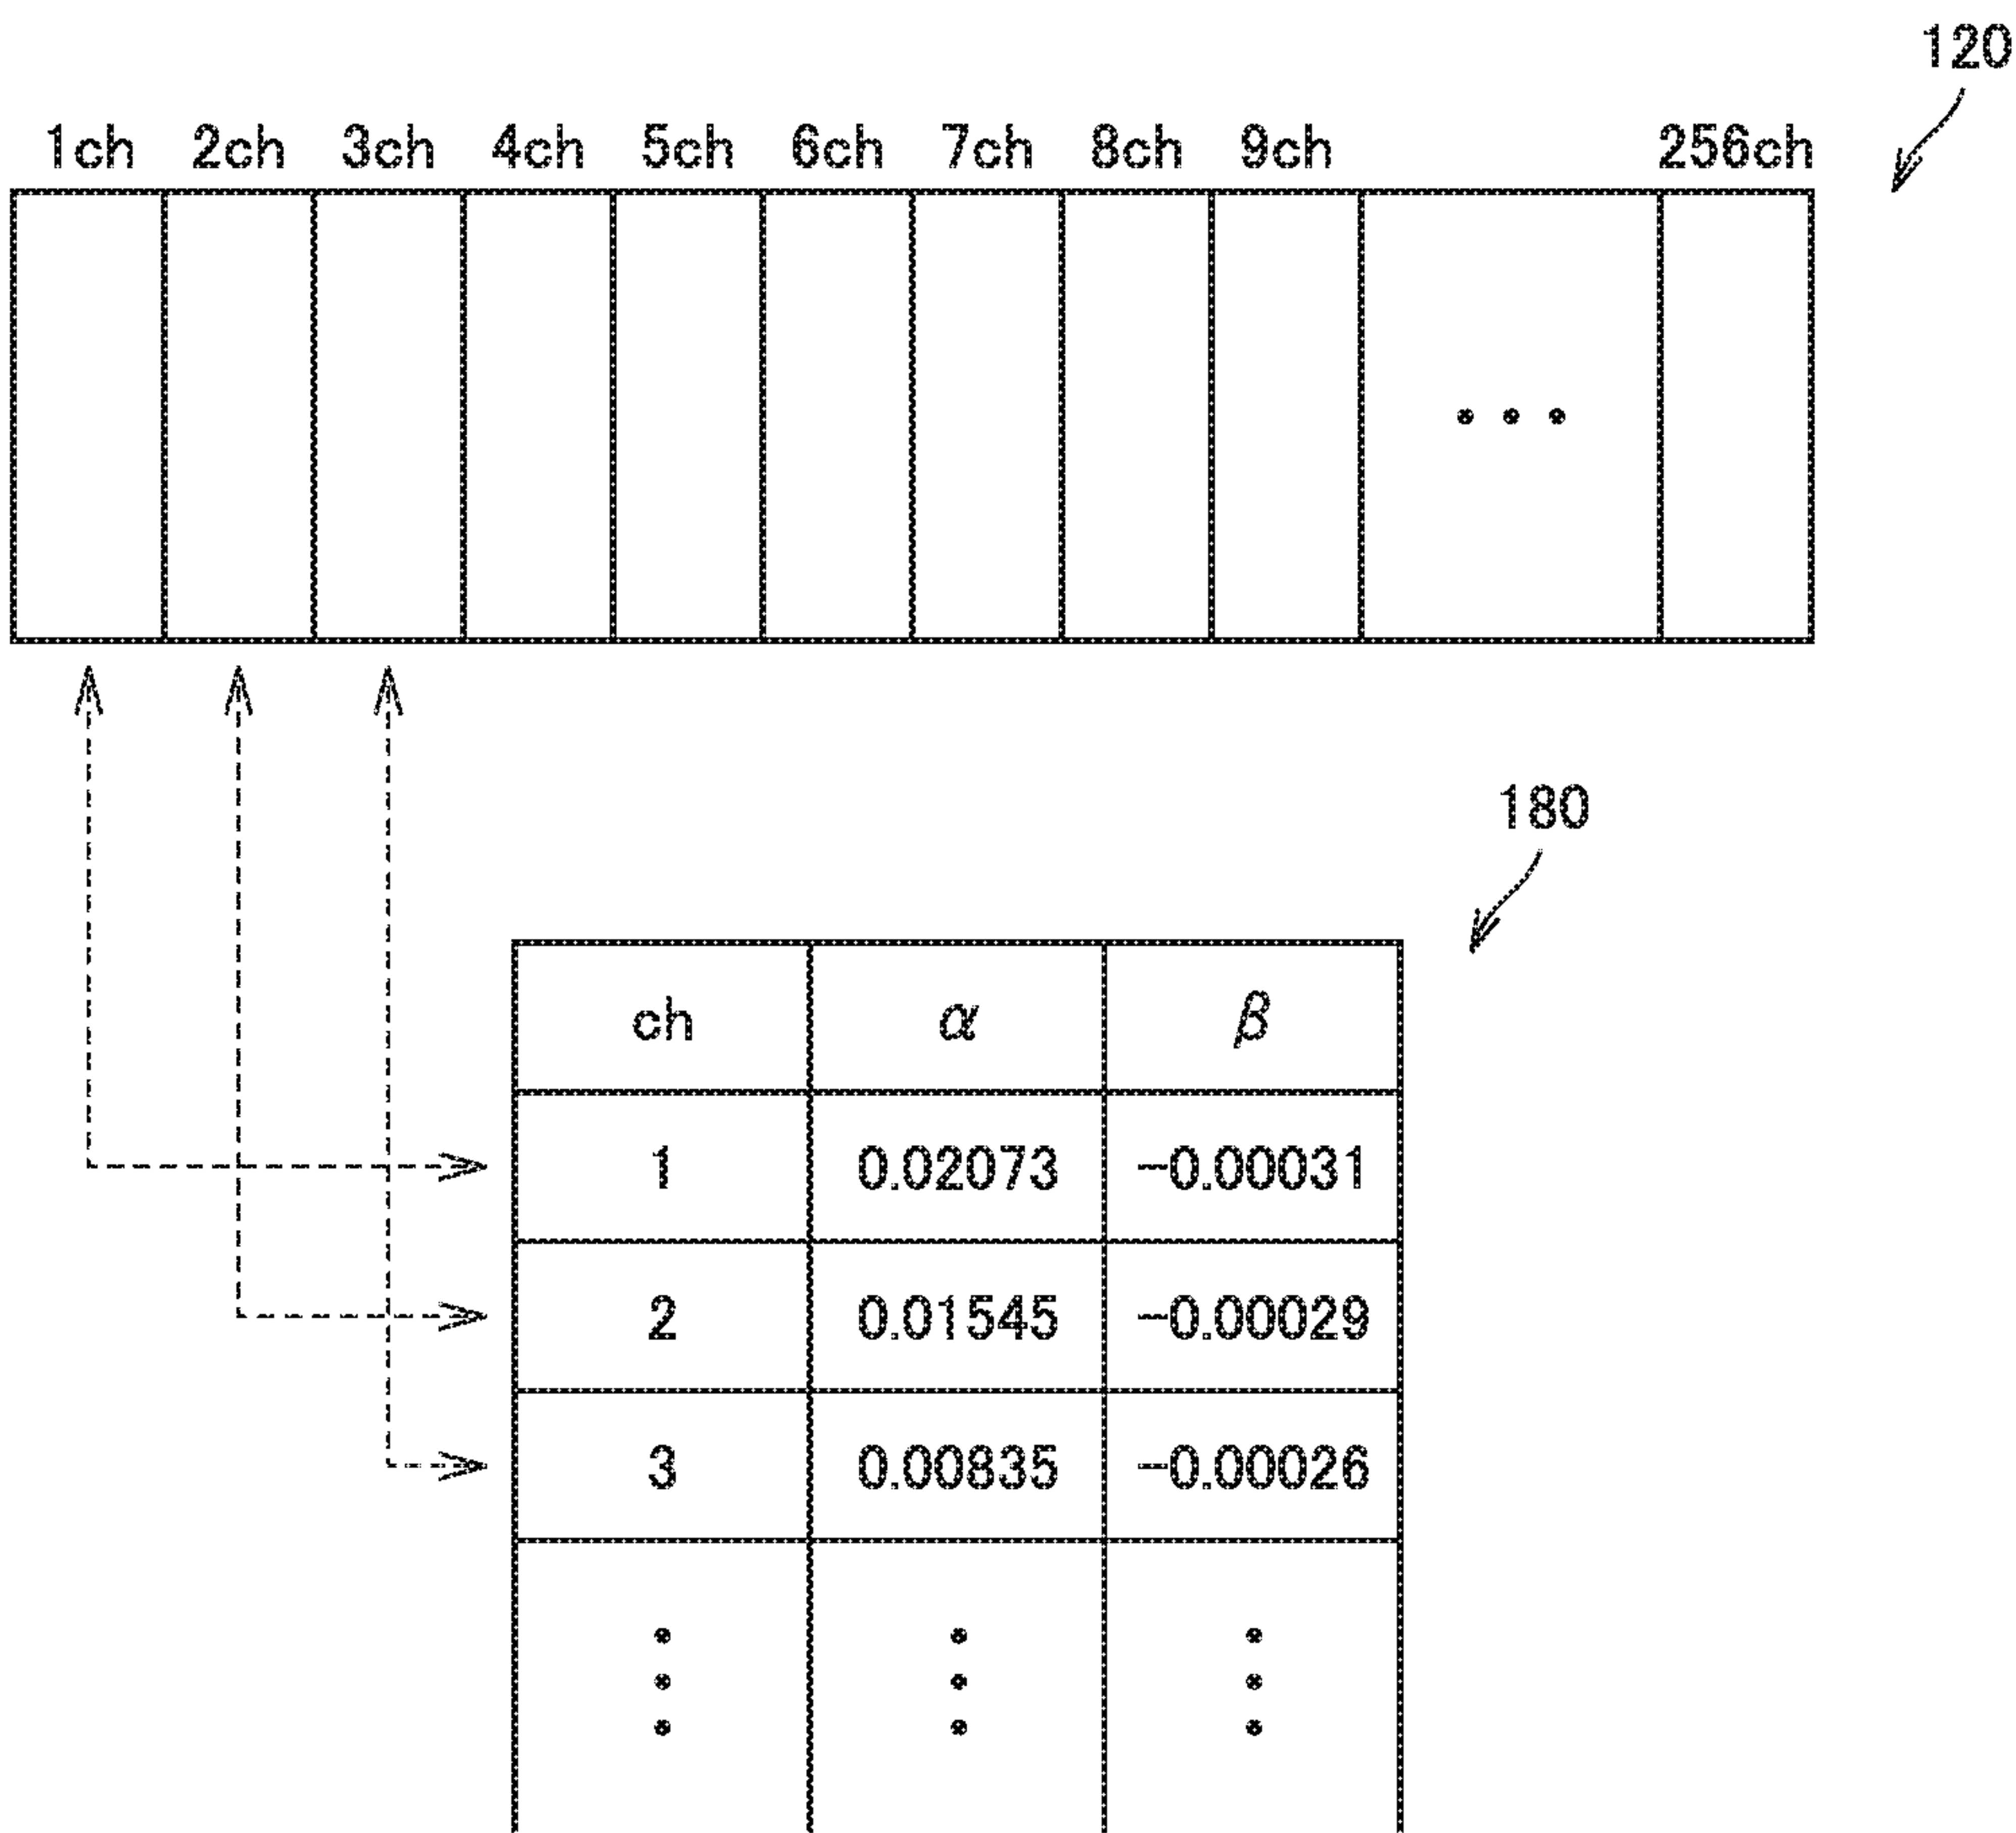 120
1ch 2ch 3ch 4ch 5ch 6ch 7ch 8ch 9ch 256ch
• • •
180
ch α β
1 0.02073 -0.00031
2 0.01545 -0.00029
3 0.00835 -0.00026